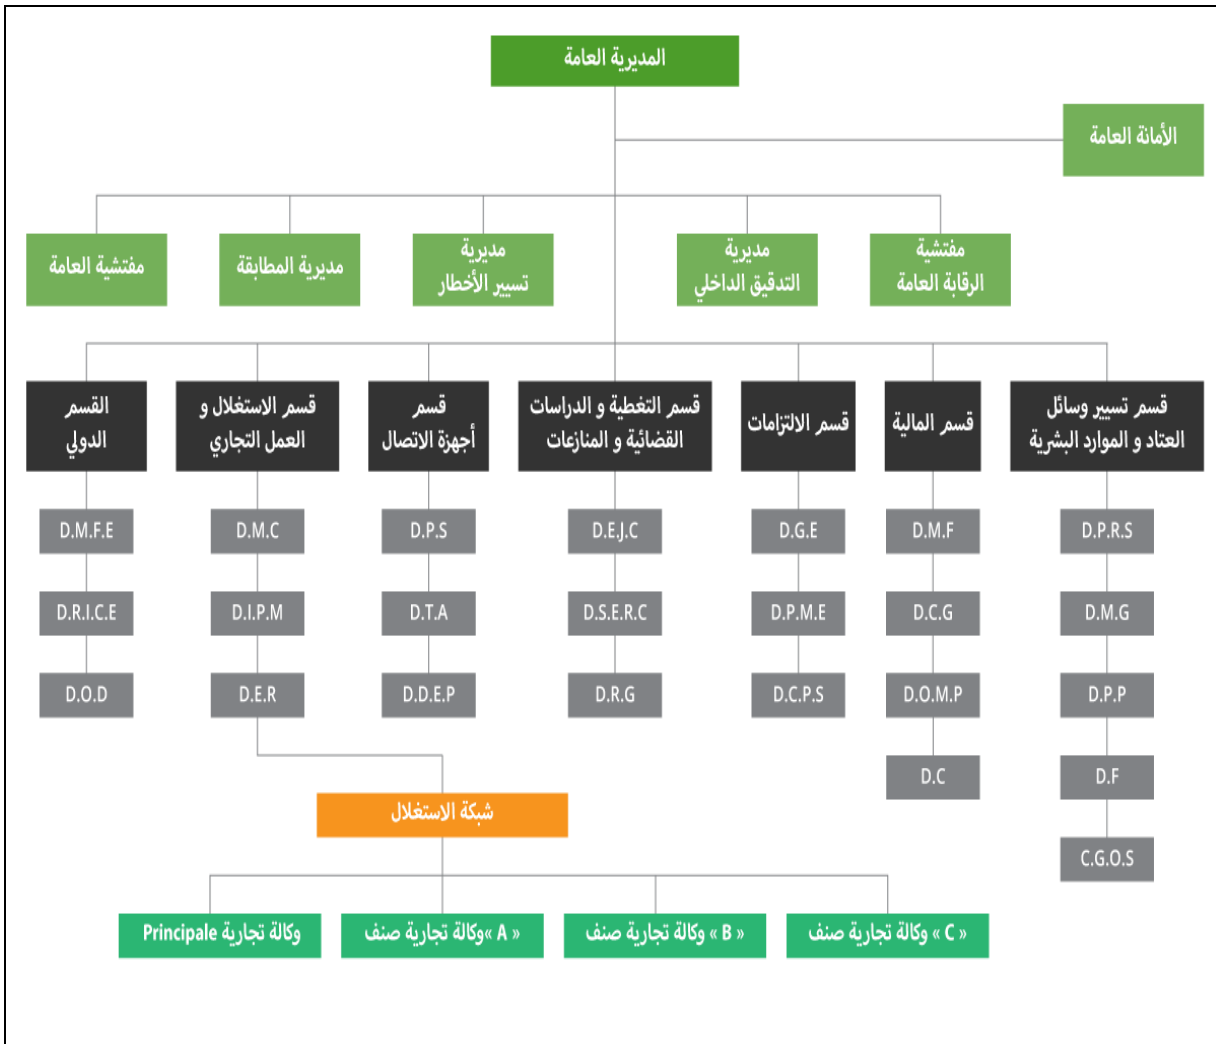 المديرية العامة
الأمانة العامة
مفتشية
الرقابة العامة
مديرية
التدقيق الداخلي
مديرية
تسيير الأخطار
مديرية المطابقة
مفتشية العامة
قسم تسيير وسائل
العتاد و الموارد البشرية
قسم المالية
قسم الالتزامات
قسم التغطية و الدراسات
القضائية و المنازعات
قسم
أجهزة الاتصال
قسم الاستغلال و
العمل التجاري
القسم
الدولي
D.P.R.S
D.M.F
D.G.E
D.E.J.C
D.P.S
D.M.C
D.M.F.E
D.M.G
D.C.G
D.P.M.E
D.S.E.R.C
D.T.A
D.I.P.M
D.R.I.C.E
D.P.P
D.O.M.P
D.C.P.S
D.R.G
D.D.E.P
D.E.R
D.O.D
D.F
D.C
C.G.O.S
شبكة الاستغلال
« C » وكالة تجارية صنف
« B » وكالة تجارية صنف
« A »وكالة تجارية صنف
وكالة تجارية Principale